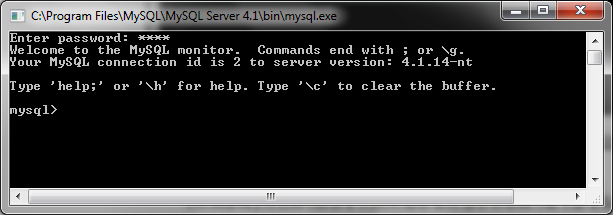 C:\Program Files\MySQL\MySQL Server 4.1\bin\mysql.exe
Enter password: ****
Welcome to the MySQL monitor.  Commands end with ; or \g.
Your MySQL connection id is 2 to server version: 4.1.14-nt
Type 'help;' or '\h' for help. Type '\c' to clear the buffer.
mysql>